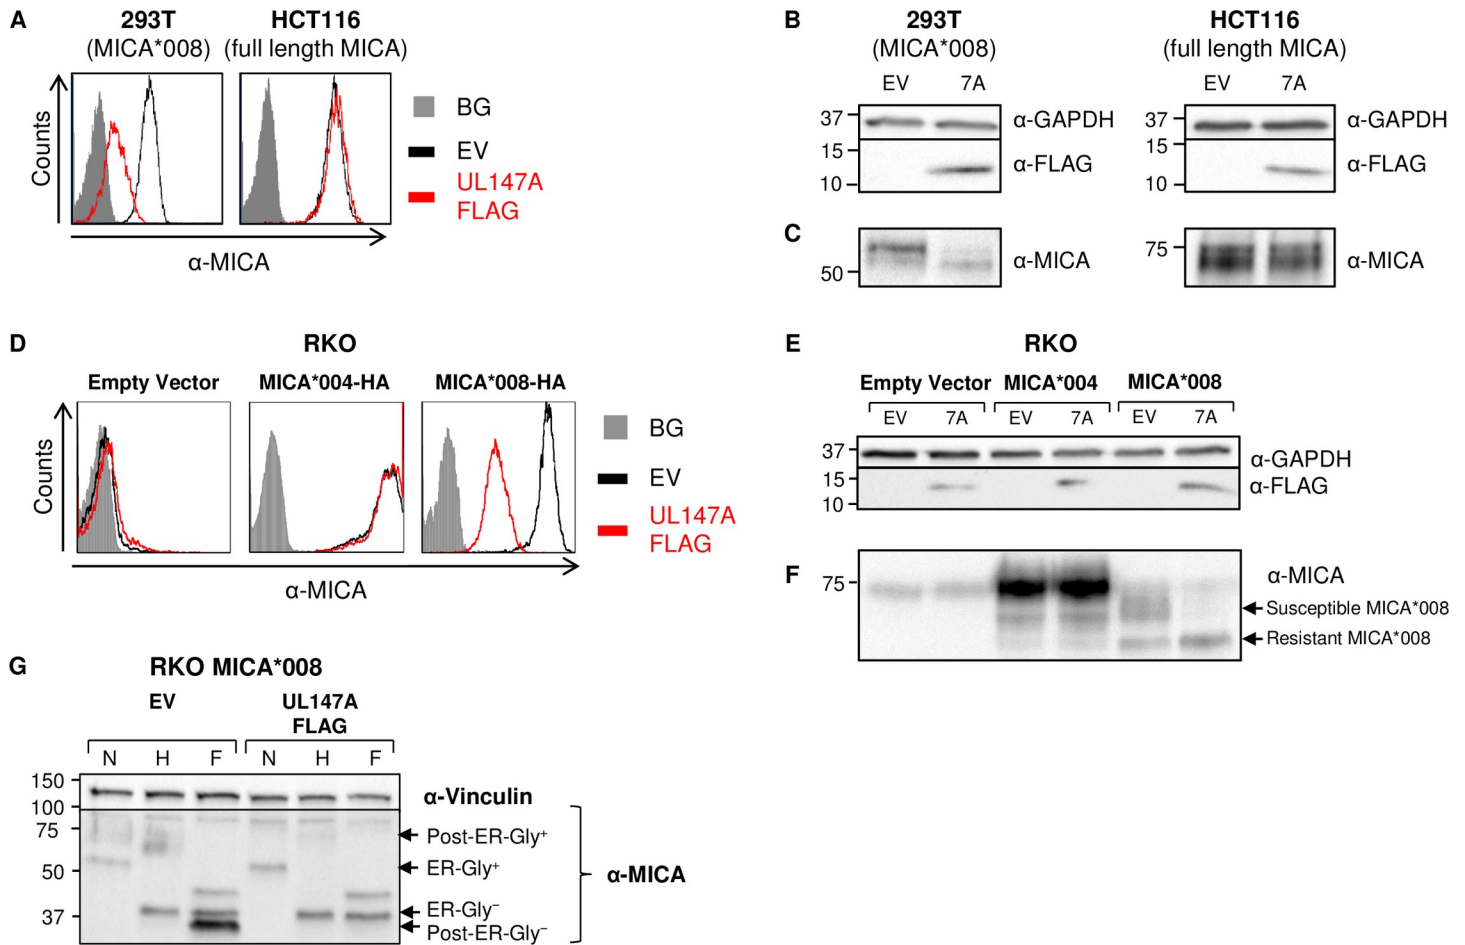 A
293T
(MICA*008)
HCT116
(full length MICA)
Counts
α-MICA
BG
EV
UL147A
FLAG
B
293T
(MICA*008)
HCT116
(full length MICA)
EV
7A
EV
7A
37
15
10
α-GAPDH
α-FLAG
37
15
10
α-GAPDH
α-FLAG
C
50
α-MICA
75
α-MICA
D
RKO
Empty Vector
MICA*004-HA
MICA*008-HA
Counts
α-MICA
BG
EV
UL147A
FLAG
E
RKO
Empty Vector
MICA*004
MICA*008
EV
7A
EV
7A
EV
7A
37
15
10
α-GAPDH
α-FLAG
F
75
α-MICA
Susceptible MICA*008
Resistant MICA*008
G
RKO MICA*008
EV
UL147A
FLAG
N
H
F
N
H
F
150
100
75
50
37
α-Vinculin
Post-ER-Gly⁺
ER-Gly⁺
ER-Gly⁻
Post-ER-Gly⁻
α-MICA